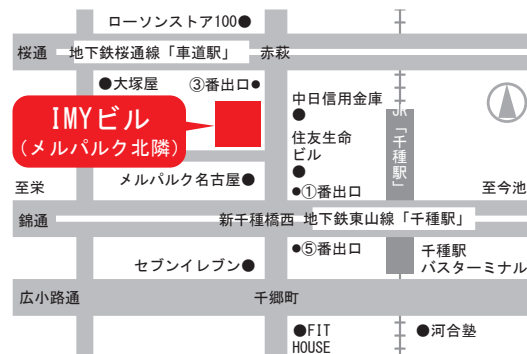 ローソンストア100
桜通
地下鉄桜通線「車道駅」
赤萩
大塚屋
③番出口
中日信用金庫
IMYビル
(メルパルク北隣)
住友生命
ビル
JR「千種駅」
メルパルク名古屋
①番出口
至栄
至今池
錦通
新千種橋西
地下鉄東山線「千種駅」
⑤番出口
セブンイレブン
千種駅
バスターミナル
広小路通
千郷町
FIT
HOUSE
河合塾